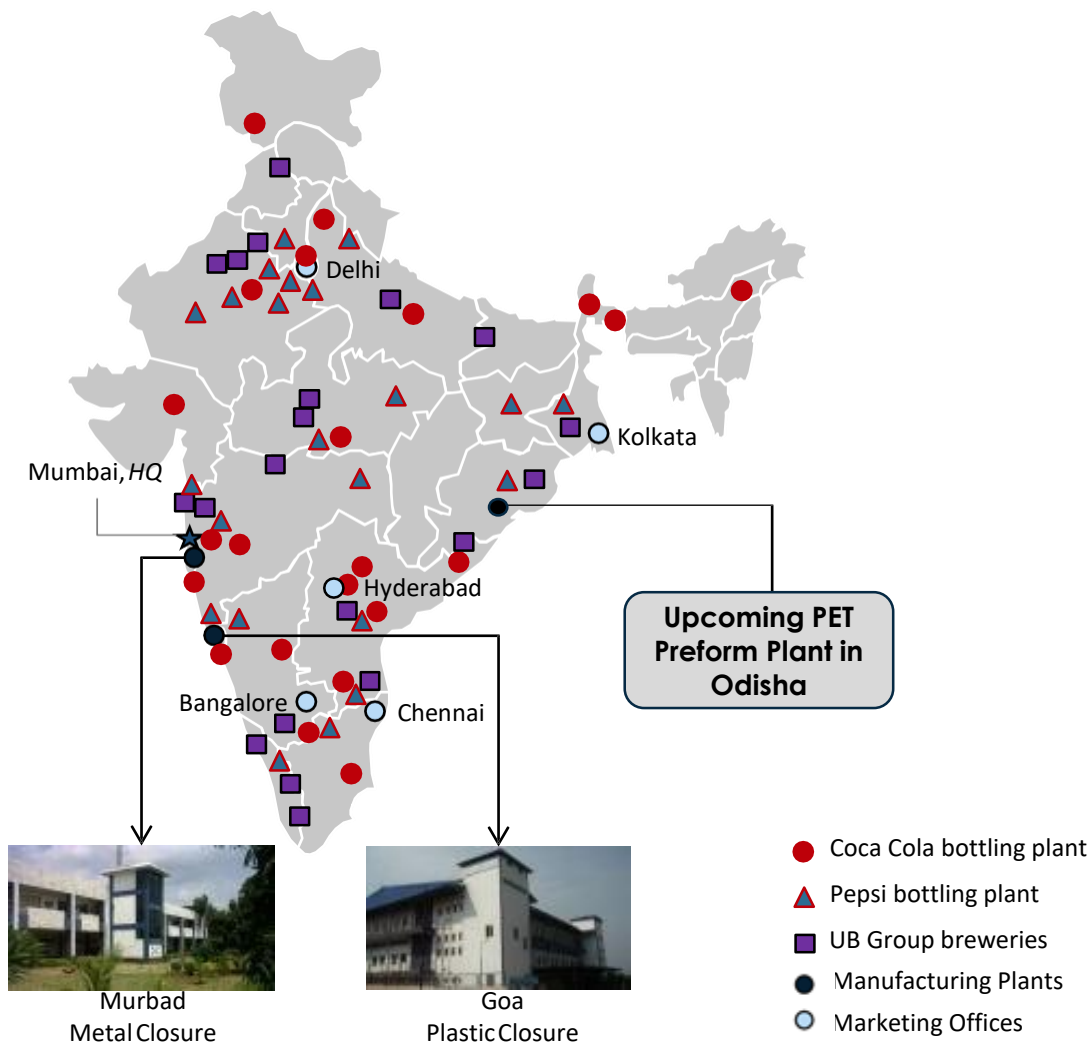 Delhi
Kolkata
Mumbai, HQ
Hyderabad
Upcoming PET
Preform Plant in
Odisha
Bangalore
Chennai
Murbad
Metal Closure
Goa
Plastic Closure
Coca Cola bottling plant
Pepsi bottling plant
UB Group breweries
Manufacturing Plants
Marketing Offices